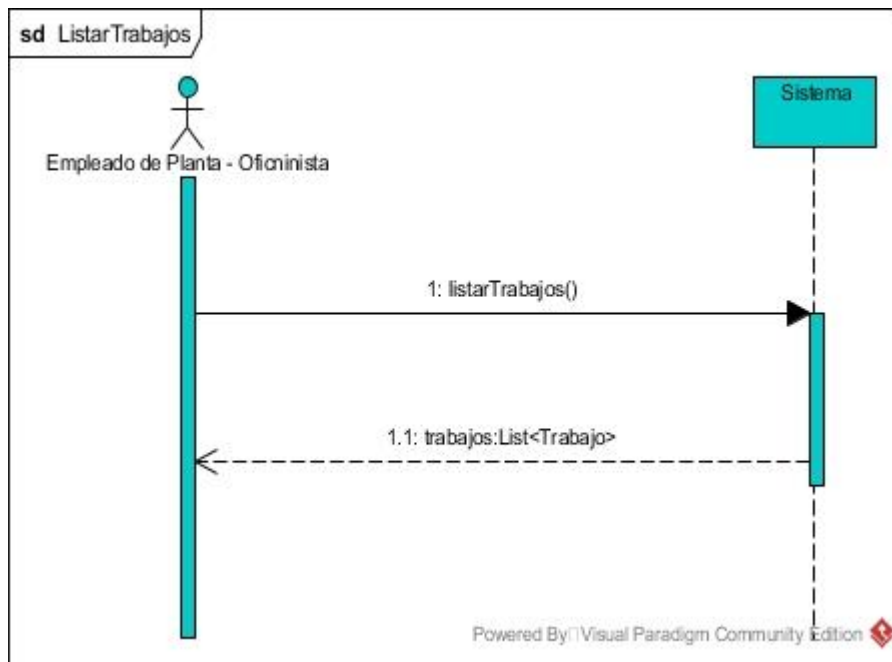 sd ListarTrabajos
Sistema
Empleado de Planta - Oficninista
1: listarTrabajos()
1.1: trabajos:List<Trabajo>
Powered By Visual Paradigm Community Edition